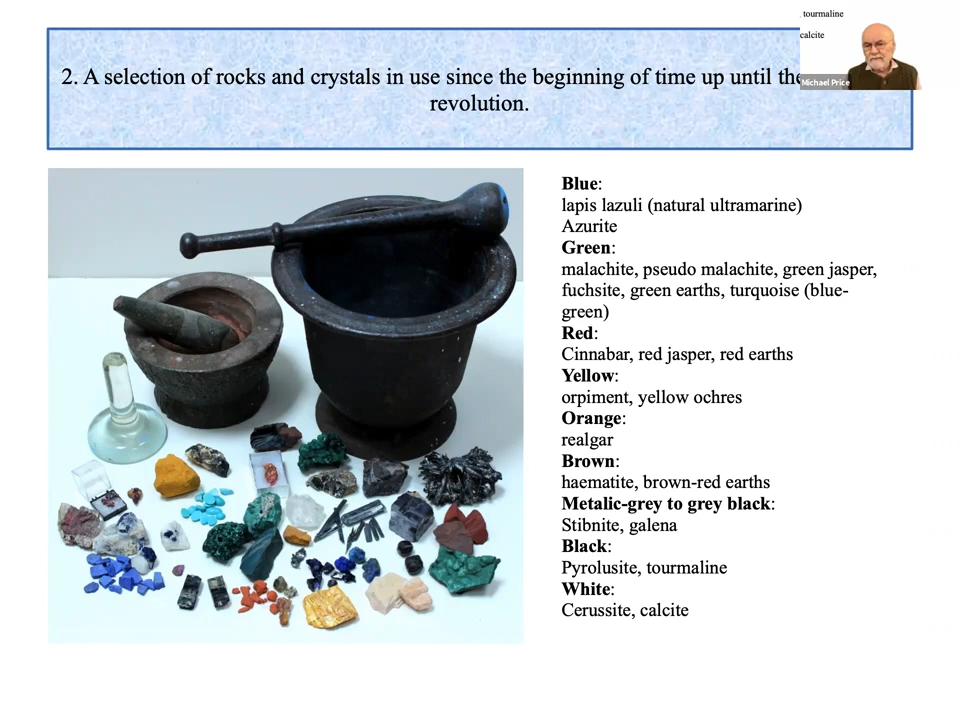 , tourmaline
calcite
Michael Price
2. A selection of rocks and crystals in use since the beginning of time up until the
revolution.
Blue:
lapis lazuli (natural ultramarine)
Azurite
Green:
malachite, pseudo malachite, green jasper,
fuchsite, green earths, turquoise (blue-
green)
Red:
Cinnabar, red jasper, red earths
Yellow:
orpiment, yellow ochres
Orange:
realgar
Brown:
haematite, brown-red earths
Metalic-grey to grey black:
Stibnite, galena
Black:
Pyrolusite, tourmaline
White:
Cerussite, calcite